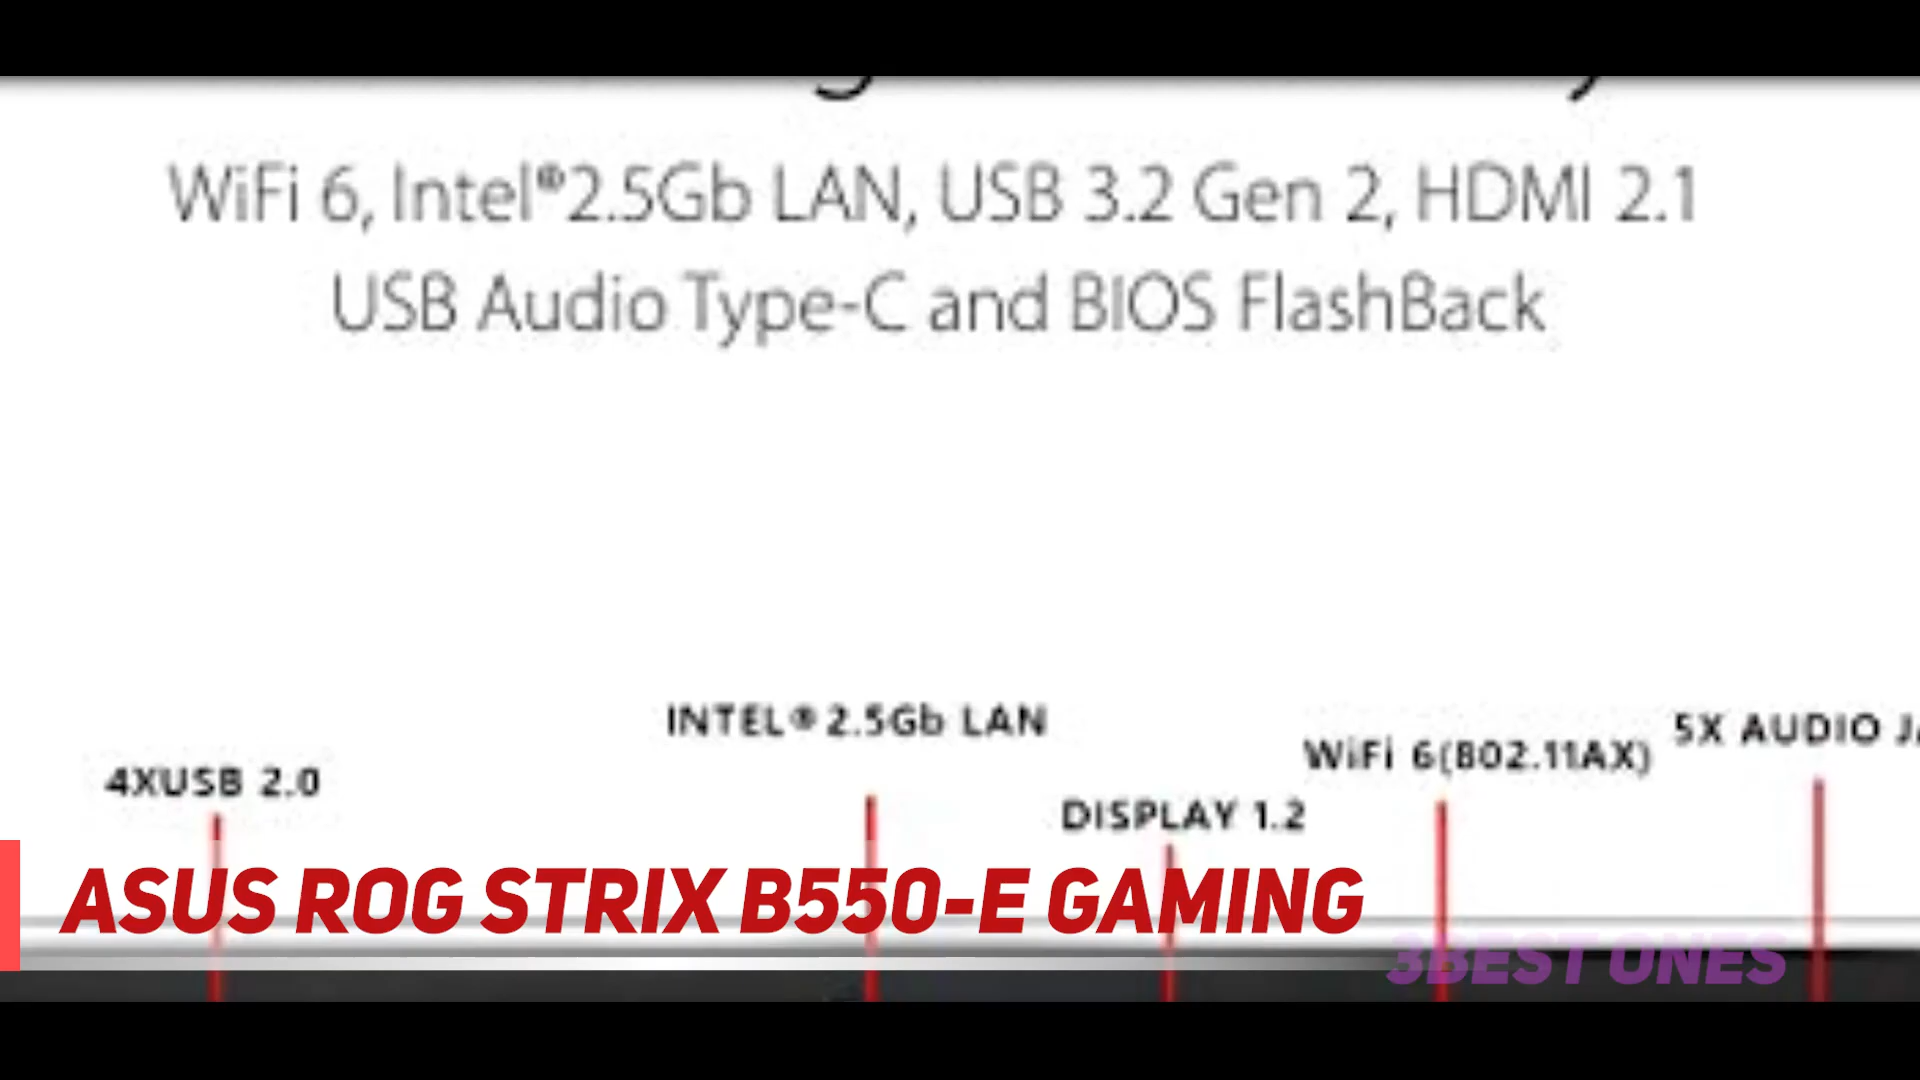 WiFi 6, Intel®2.5Gb LAN, USB 3.2 Gen 2, HDMI 2.1
USB Audio Type-C and BIOS FlashBack
INTEL® 2.5Gb LAN
5X AUDIO
WiFi 6(802.11AX)
4XUSB 2.0
DISPLAY 1.2
ASUS ROG STRIX B550-E GAMING
3BEST ONES